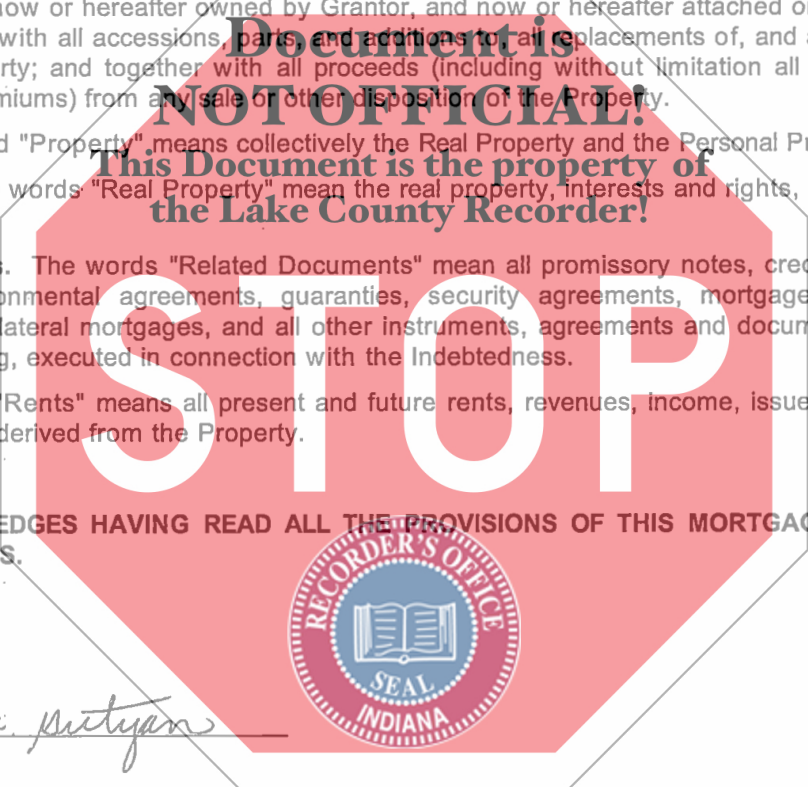 now or hereafter owned by Grantor, and now or hereafter attached o
with all accessions, parts, and additions to, all replacements of, and
Document is
rty; and together with all proceeds (including without limitation all
miums) from any sale or other disposition of the Property.
NOT OFFICIAL!
d "Property" means collectively the Real Property and the Personal Pr
This Document is the property of
words "Real Property" mean the real property, interests and rights,
the Lake County Recorder!
s. The words "Related Documents" mean all promissory notes, cred
onmental agreements, guaranties, security agreements, mortgage
lateral mortgages, and all other instruments, agreements and docum
g, executed in connection with the Indebtedness.
"Rents" means all present and future rents, revenues, income, issue
derived from the Property.
STOP
EDGES HAVING READ ALL THE PROVISIONS OF THIS MORTGAG
S.
RECORDER'S OFFICE
SEAL
INDIANA